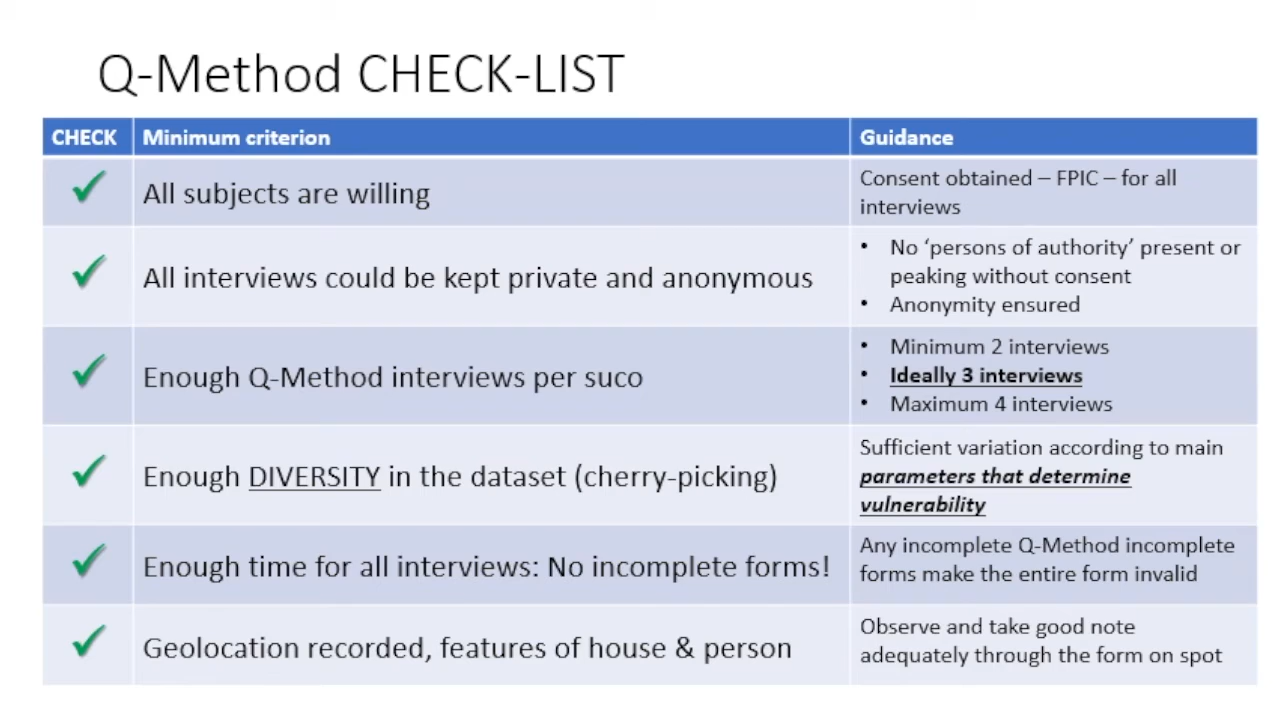 Q-Method CHECK-LIST
CHECK
Minimum criterion
Guidance
All subjects are willing
Consent obtained – FPIC – for all
interviews
All interviews could be kept private and anonymous
• No ‘persons of authority’ present or
peaking without consent
• Anonymity ensured
Enough Q-Method interviews per suco
• Minimum 2 interviews
• Ideally 3 interviews
• Maximum 4 interviews
Enough DIVERSITY in the dataset (cherry-picking)
Sufficient variation according to main
parameters that determine
vulnerability
Enough time for all interviews: No incomplete forms!
Any incomplete Q-Method incomplete
forms make the entire form invalid
Geolocation recorded, features of house & person
Observe and take good note
adequately through the form on spot